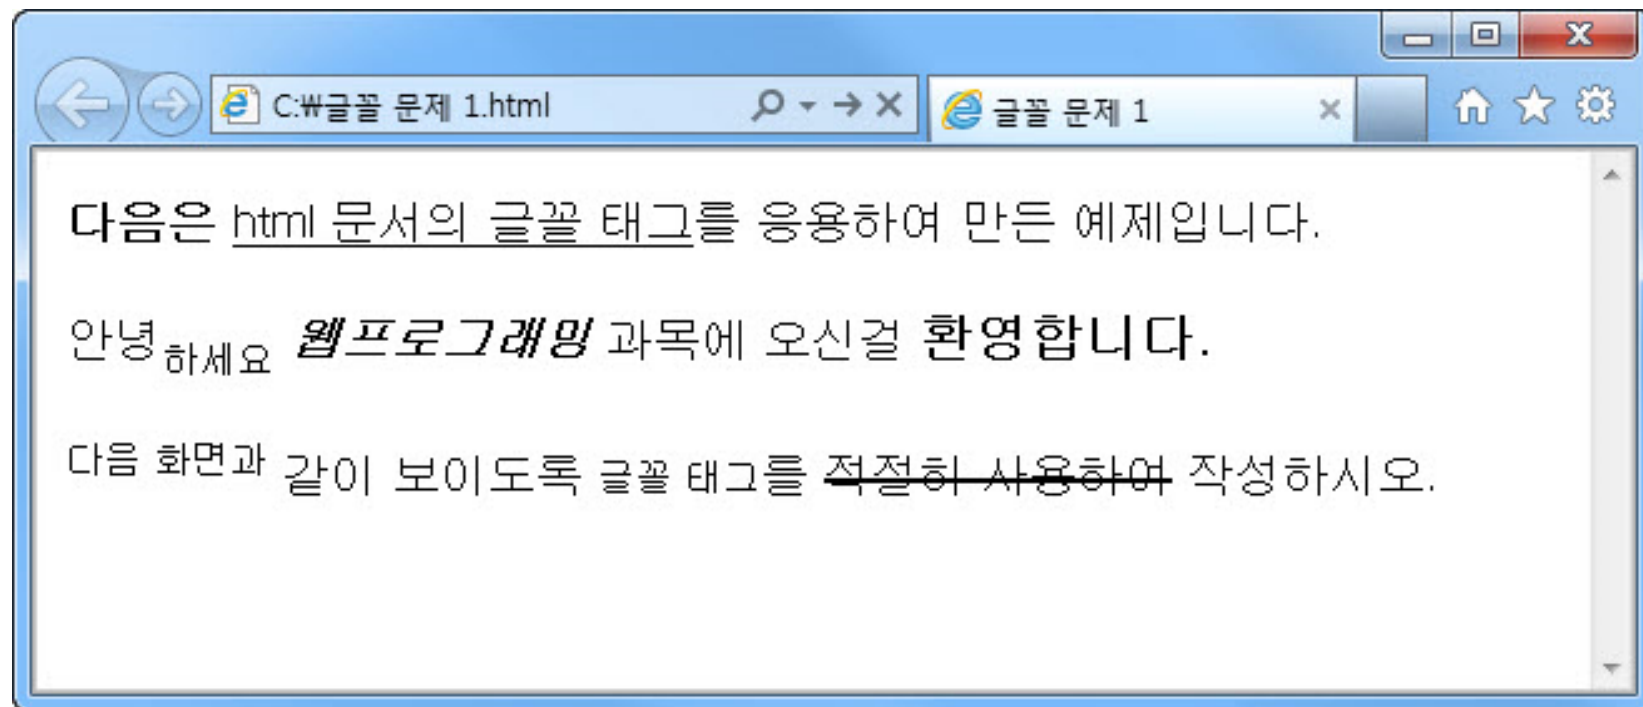 C:₩글꼴 문제 1.html
글꼴 문제 1
다음은 html 문서의 글꼴 태그를 응용하여 만든 예제입니다.
안녕하세요 웹프로그래밍 과목에 오신걸 환영합니다.
다음 화면과 같이 보이도록 글꼴 태그를 적절히 사용하여 작성하시오.